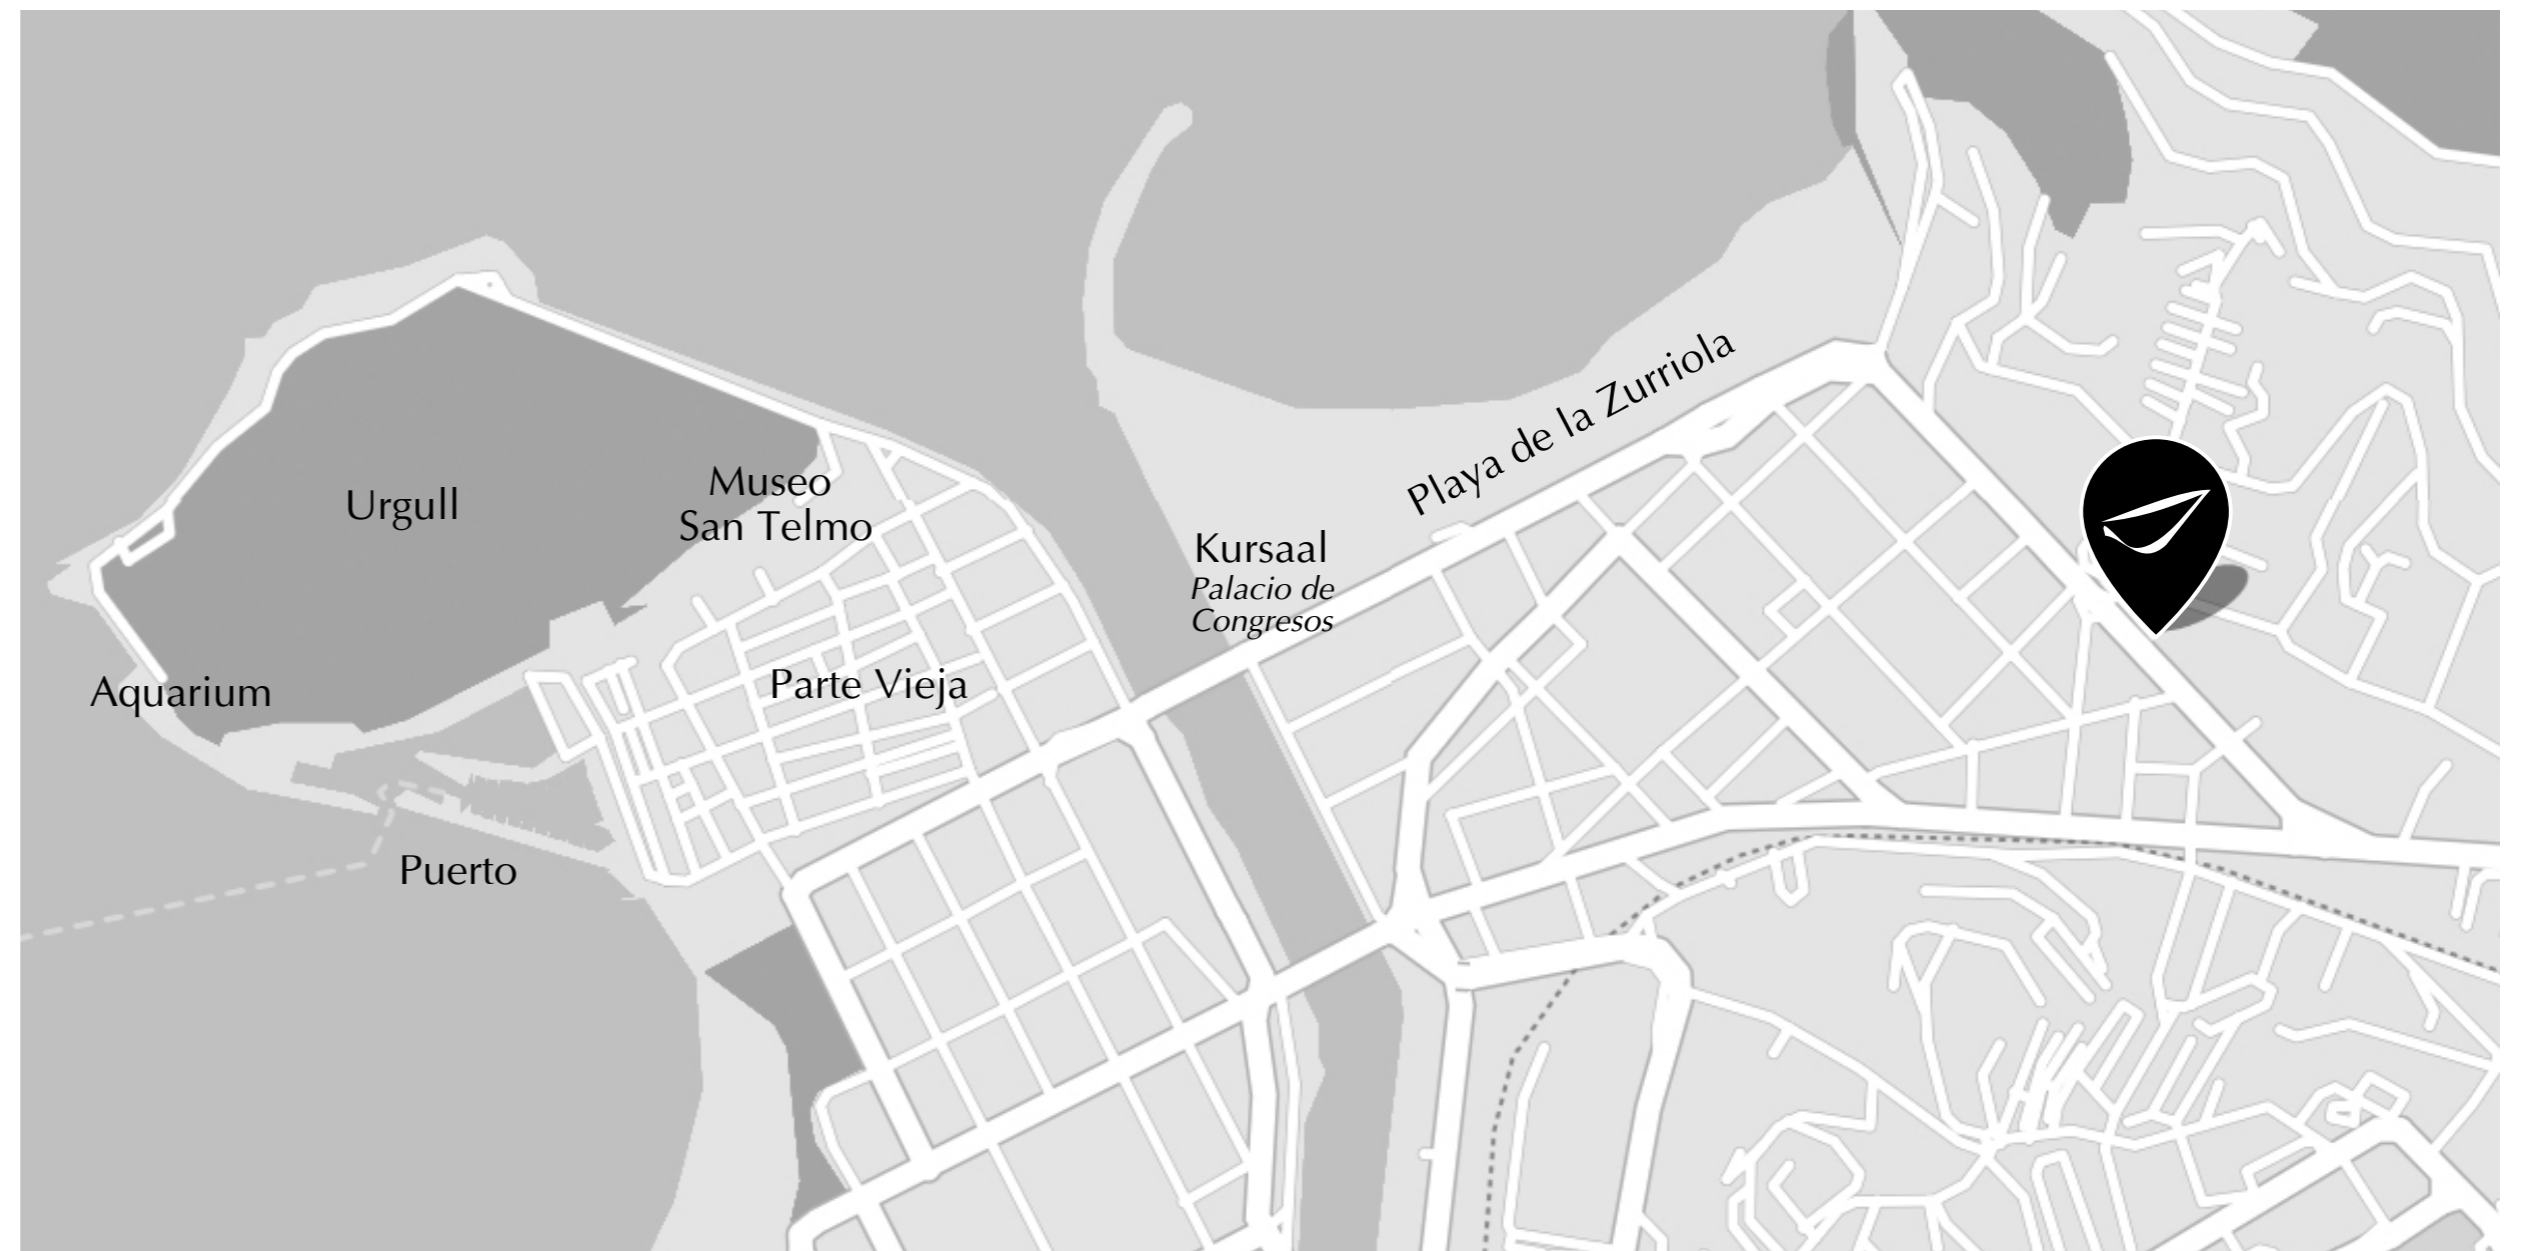 Playa de la Zurriola
Urgull
Museo
San Telmo
Kursaal
Palacio de
Congresos
Aquarium
Parte Vieja
Puerto